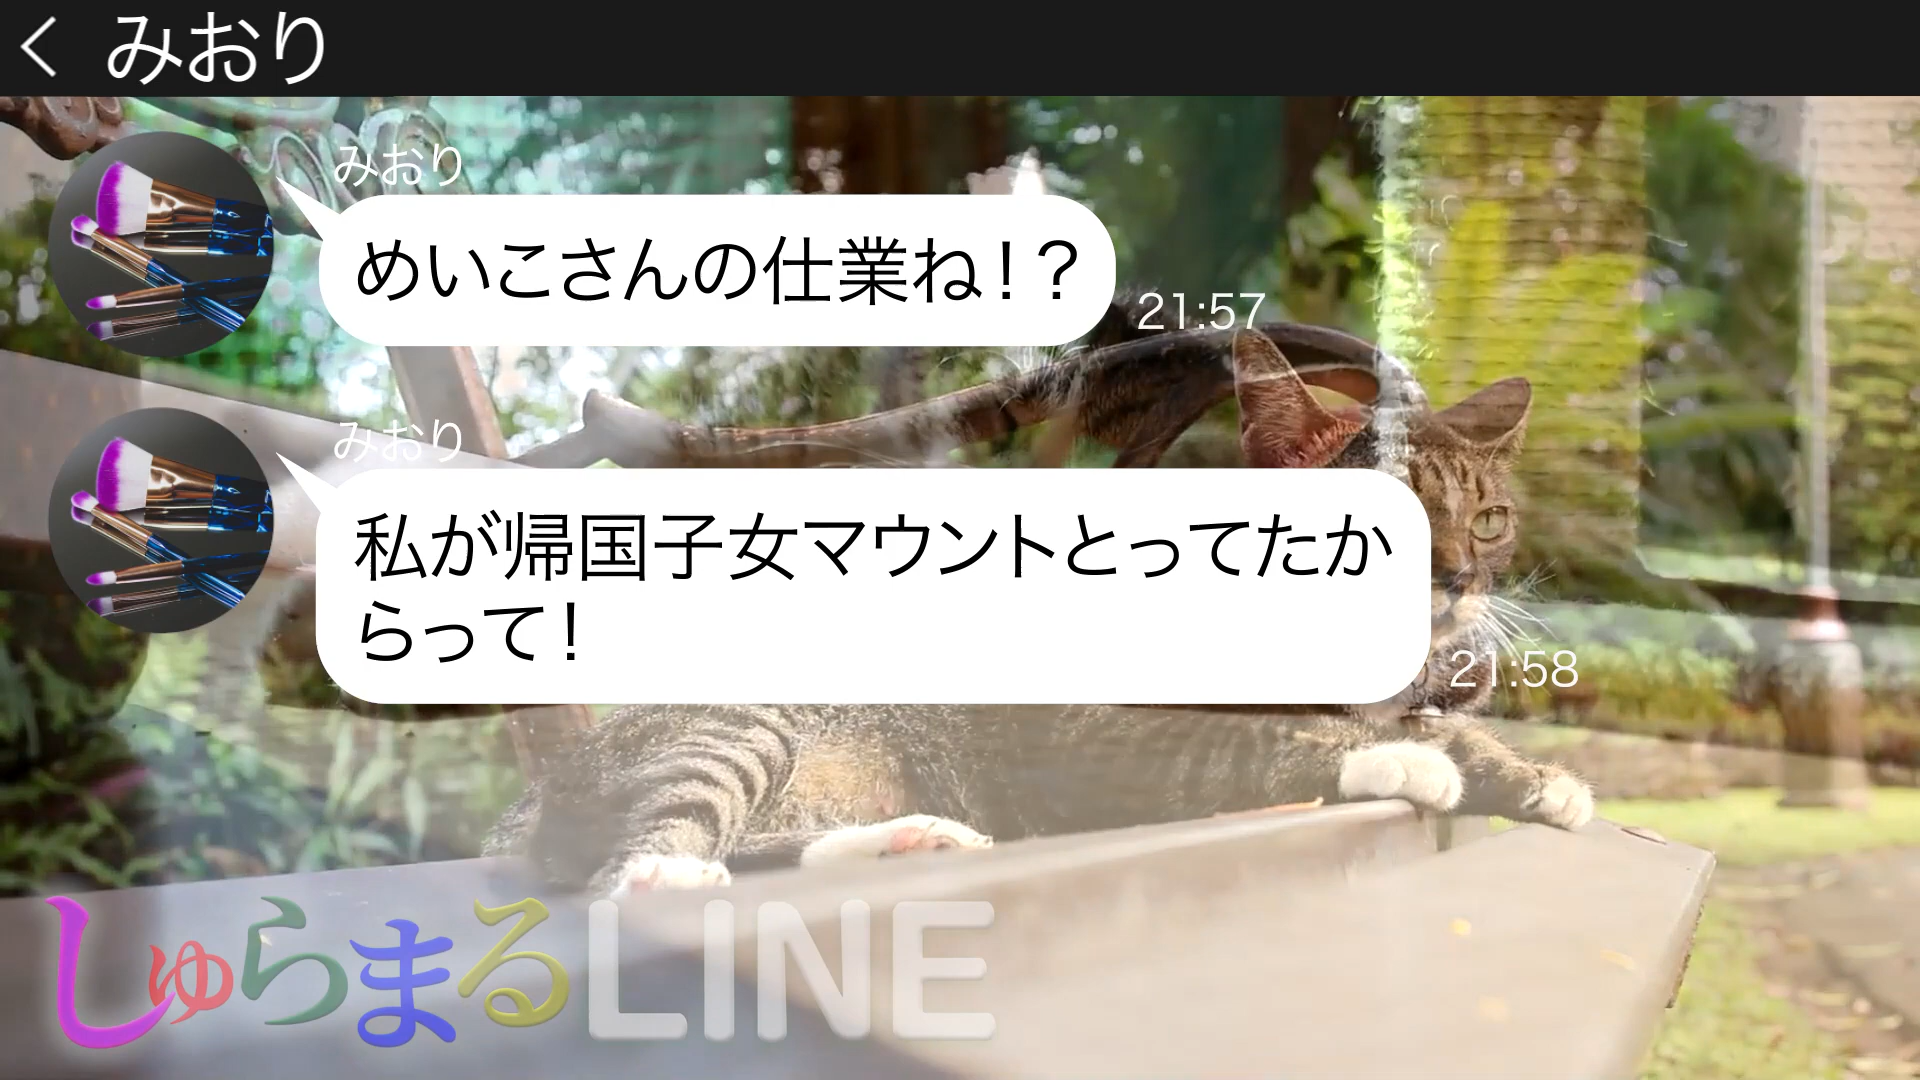 みおり
みおり
めいこさんの仕業ね！？
21:57
みおり
私が帰国子女マウントとってたか
らって！
21:58
しゅらまるLINE